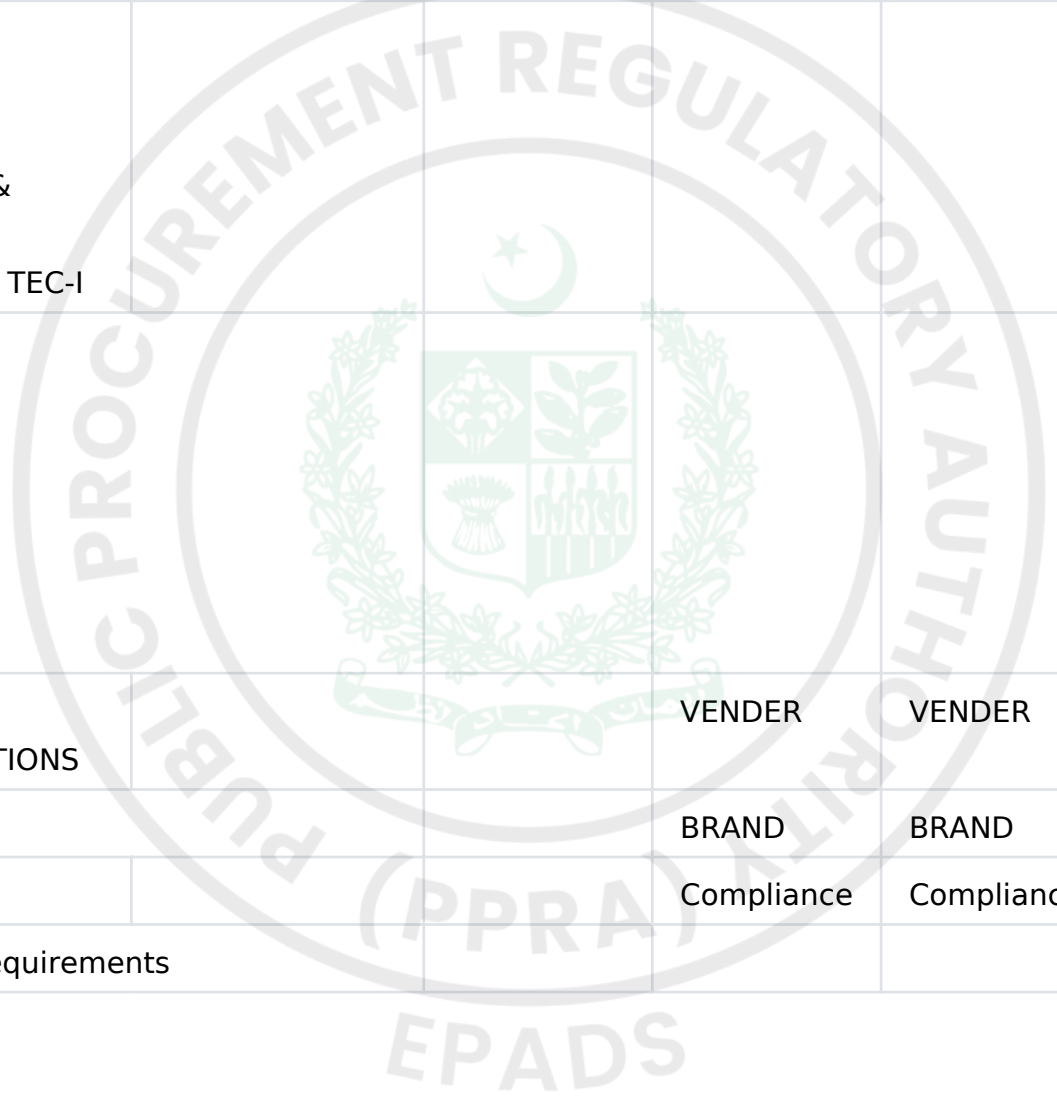 PUBLIC PROCUREMENT REGULATORY AUTHORITY
(PPRA)
&
TEC-I
VENDER VENDER
TIONS
BRAND BRAND
Compliance Complianc
equirements
EPADS